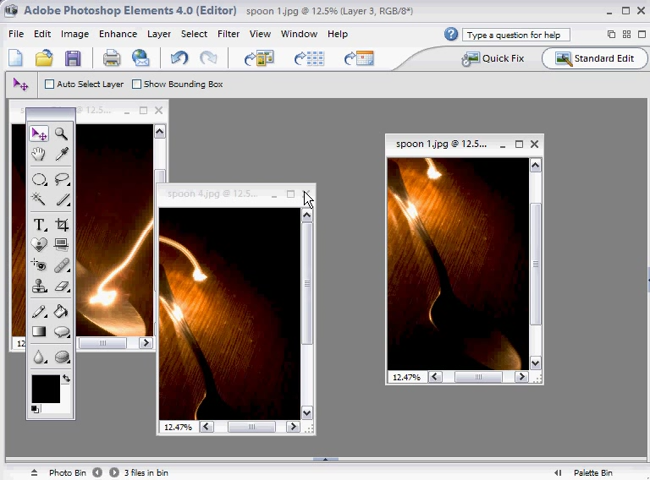 Adobe Photoshop Elements 4.0 (Editor) spoon 1.jpg @ 12.5% (Layer 3, RGB/8*)
File Edit Image Enhance Layer Select Filter View Window Help Type a question for help
Quick Fix Standard Edit
Auto Select Layer Show Bounding Box
@ 12.5...
spoon 1.jpg @ 12.5...
spoon 4.jpg @ 12.5...
T
12
12.47%
12.47%
Photo Bin 3 files in bin Palette Bin